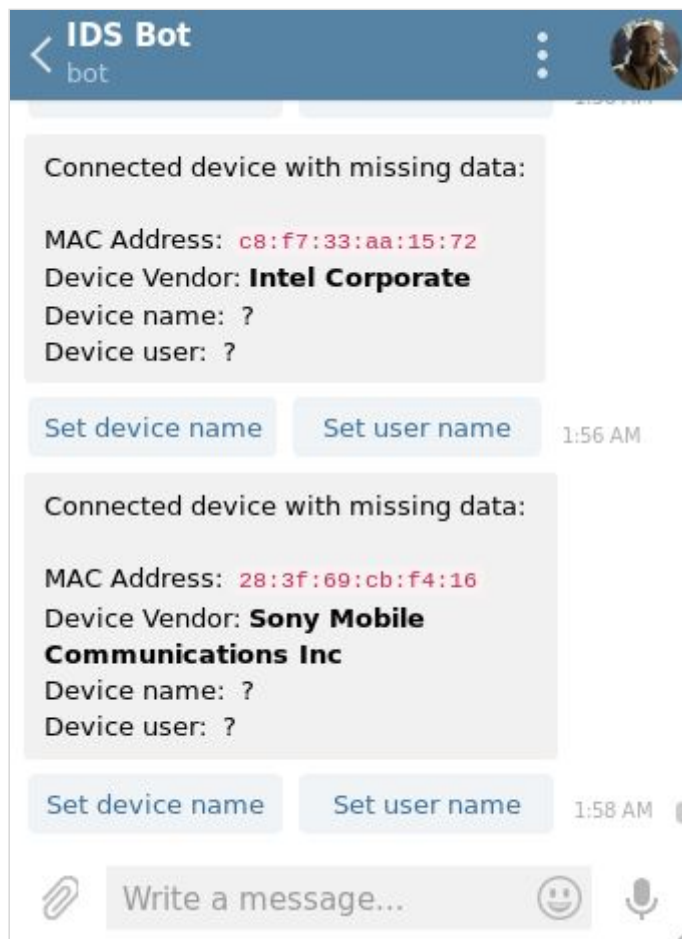 IDS Bot
bot
Connected device with missing data:
MAC Address: c8:f7:33:aa:15:72
Device Vendor: Intel Corporate
Device name: ?
Device user: ?
Set device name Set user name 1:56 AM
Connected device with missing data:
MAC Address: 28:3f:69:cb:f4:16
Device Vendor: Sony Mobile
Communications Inc
Device name: ?
Device user: ?
Set device name Set user name 1:58 AM
Write a message...